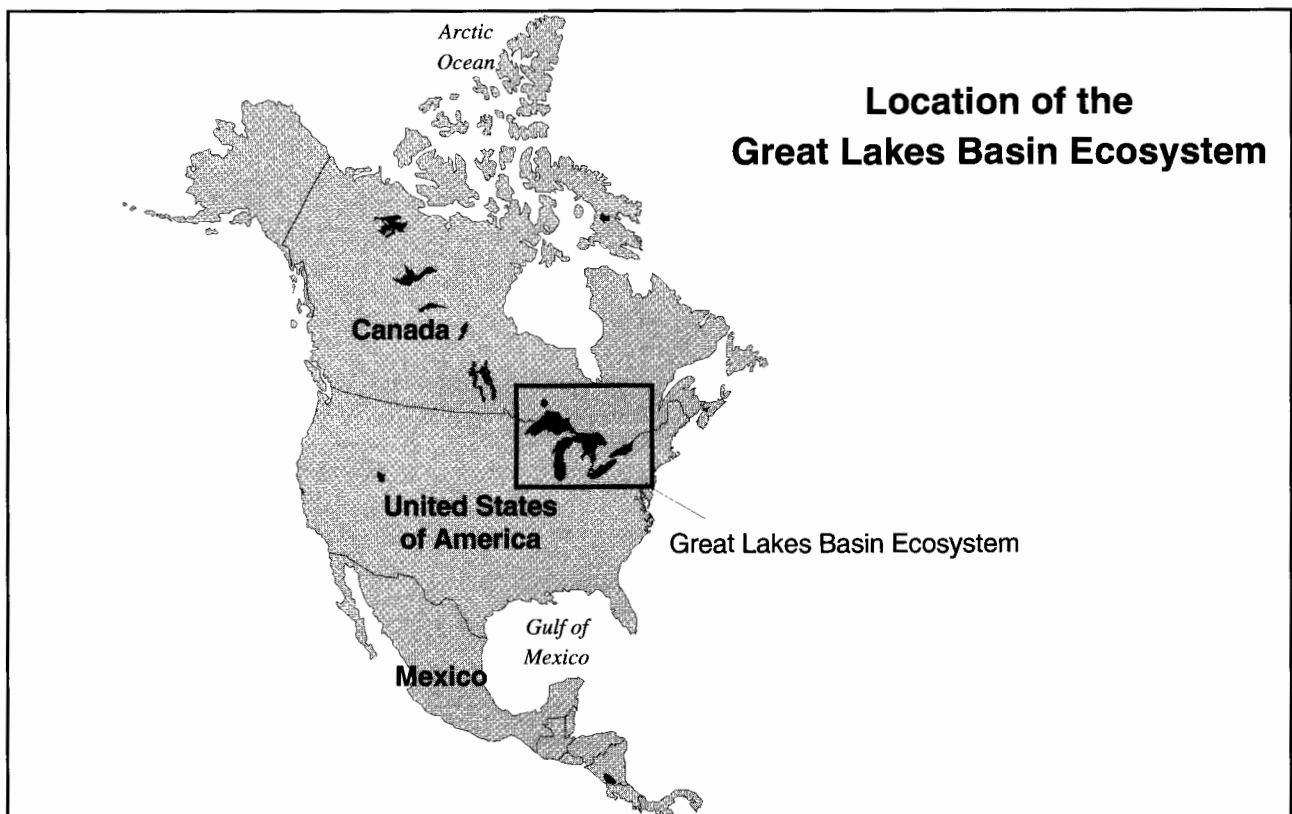 Arctic
Ocean
Location of the
Great Lakes Basin Ecosystem
Canada
United States
of America
Great Lakes Basin Ecosystem
Gulf of
Mexico
Mexico